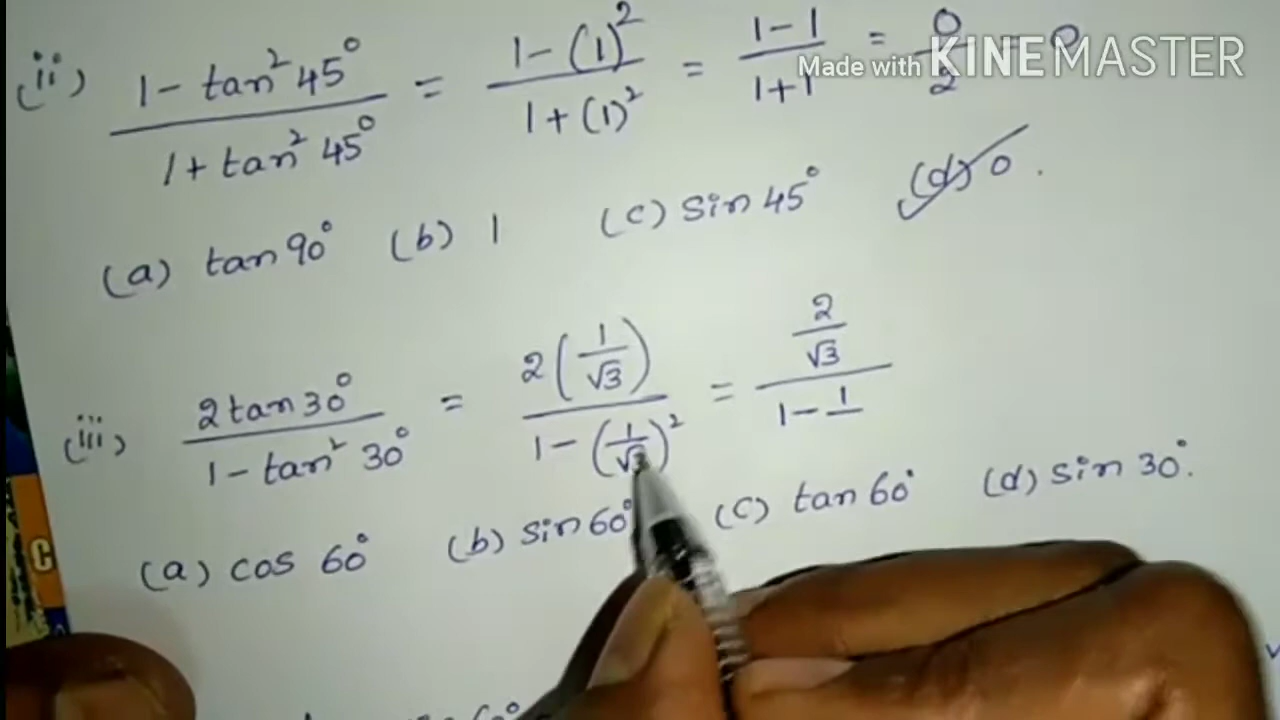 (ii) 1 - tan² 45° / 1 + tan² 45° = 1 - (1)² / 1 + (1)² = 1 - 1 / 1 + 1 = 0 / 2 = 0
Made with KINEMASTER
(a) tan 90° (b) 1 (c) Sin 45° (d) 0.
(iii) 2 tan 30° / 1 - tan² 30° = 2 (1/√3) / 1 - (1/√3)² = 2/√3 / 1 - 1/
(a) cos 60° (b) sin 60° (c) tan 60° (d) sin 30°.
C